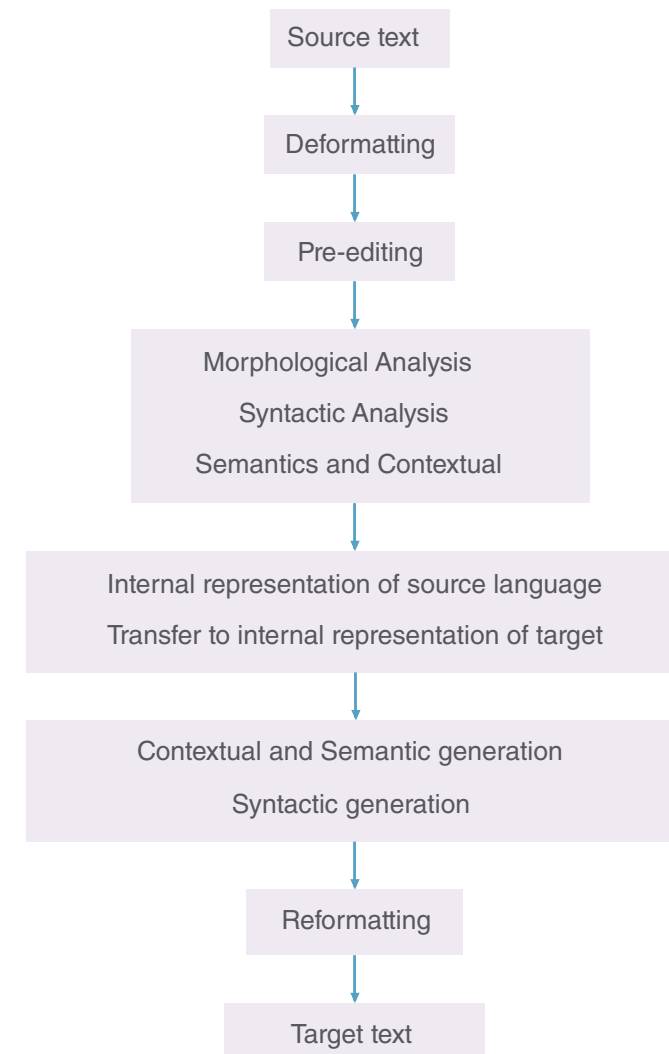 Source text
Deformatting
Pre-editing
Morphological Analysis
Syntactic Analysis
Semantics and Contextual
Internal representation of source language
Transfer to internal representation of target
Contextual and Semantic generation
Syntactic generation
Reformatting
Target text